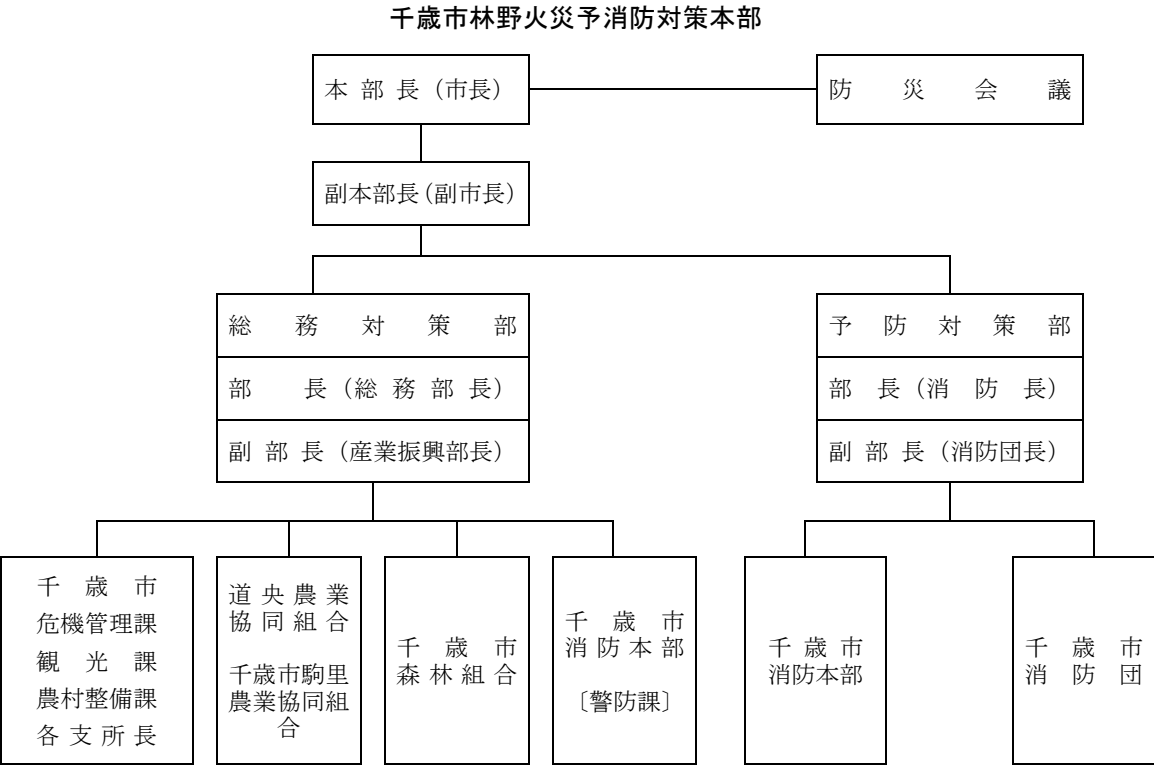 千歳市林野火災予消防対策本部
本部長（市長）
防災会議
副本部長（副市長）
総務対策部
部長（総務部長）
副部長（産業振興部長）
予防対策部
部長（消防長）
副部長（消防団長）
千歳市
危機管理課
観光課
農村整備課
各支所長
道央農業
協同組合
千歳市駒里
農業協同組
合
千歳市
森林組合
千歳市
消防本部
〔警防課〕
千歳市
消防本部
千歳市
消防団